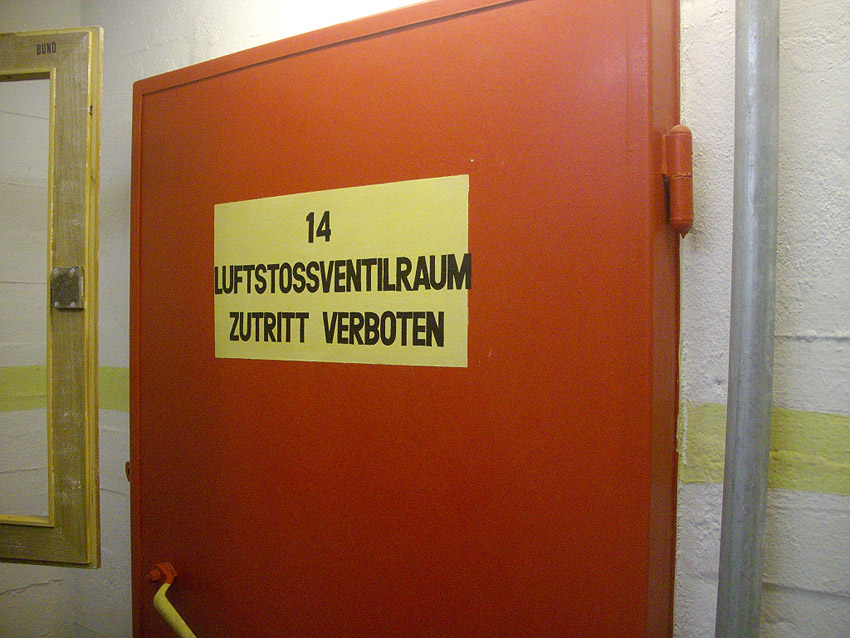 BUND
14
LUFTSTOSSVENTILRAUM
ZUTRITT VERBOTEN